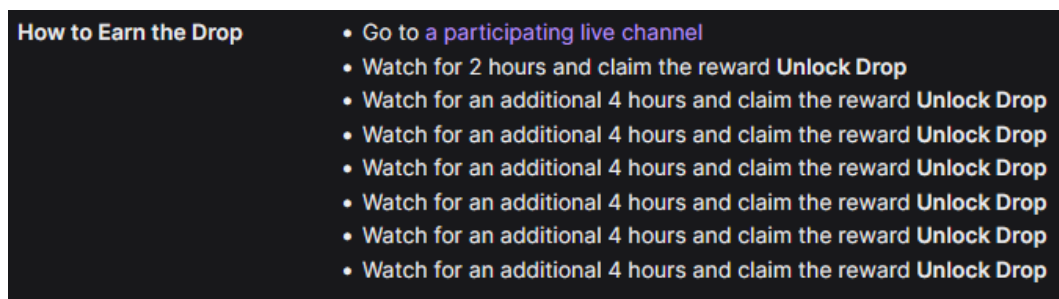 How to Earn the Drop
• Go to a participating live channel
• Watch for 2 hours and claim the reward Unlock Drop
• Watch for an additional 4 hours and claim the reward Unlock Drop
• Watch for an additional 4 hours and claim the reward Unlock Drop
• Watch for an additional 4 hours and claim the reward Unlock Drop
• Watch for an additional 4 hours and claim the reward Unlock Drop
• Watch for an additional 4 hours and claim the reward Unlock Drop
• Watch for an additional 4 hours and claim the reward Unlock Drop